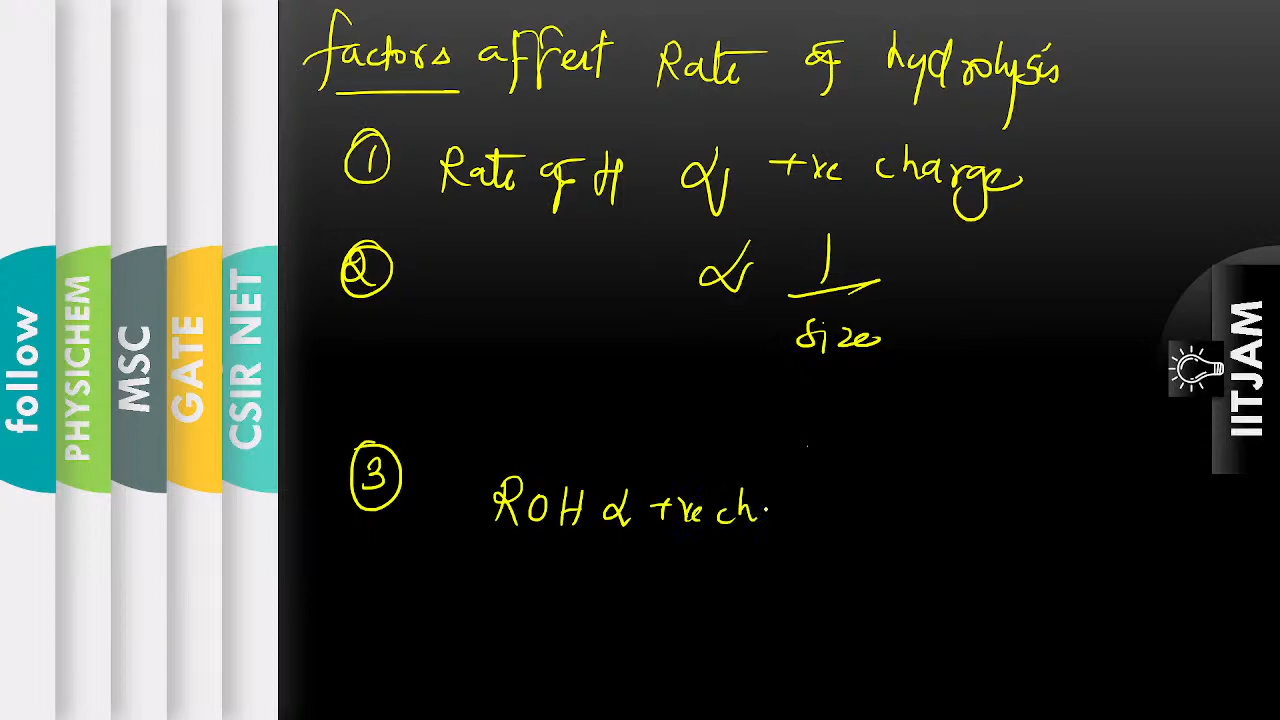 factors affect Rate of hydrolysis
① Rate of H α +ve charge
② α 1/size
③ ROH α +ve ch.
follow
PHYSICHEM
MSC
GATE
CSIR NET
IITJAM